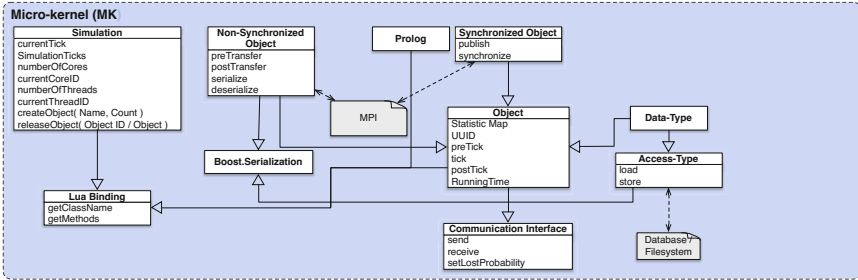 Micro-kernel (MK)
Simulation
currentTick
SimulationTicks
numberOfCores
currentCoreID
numberOfThreads
currentThreadID
createObject( Name, Count )
releaseObject( Object ID / Object )
Non-Synchronized
Object
preTransfer
postTransfer
serialize
deserialize
Prolog
Synchronized Object
publish
synchronize
MPI
Object
Statistic Map
UUID
preTick
tick
postTick
RunningTime
Data-Type
Boost.Serialization
Access-Type
load
store
Lua Binding
getClassName
getMethods
Communication Interface
send
receive
setLostProbability
Database /
Filesystem